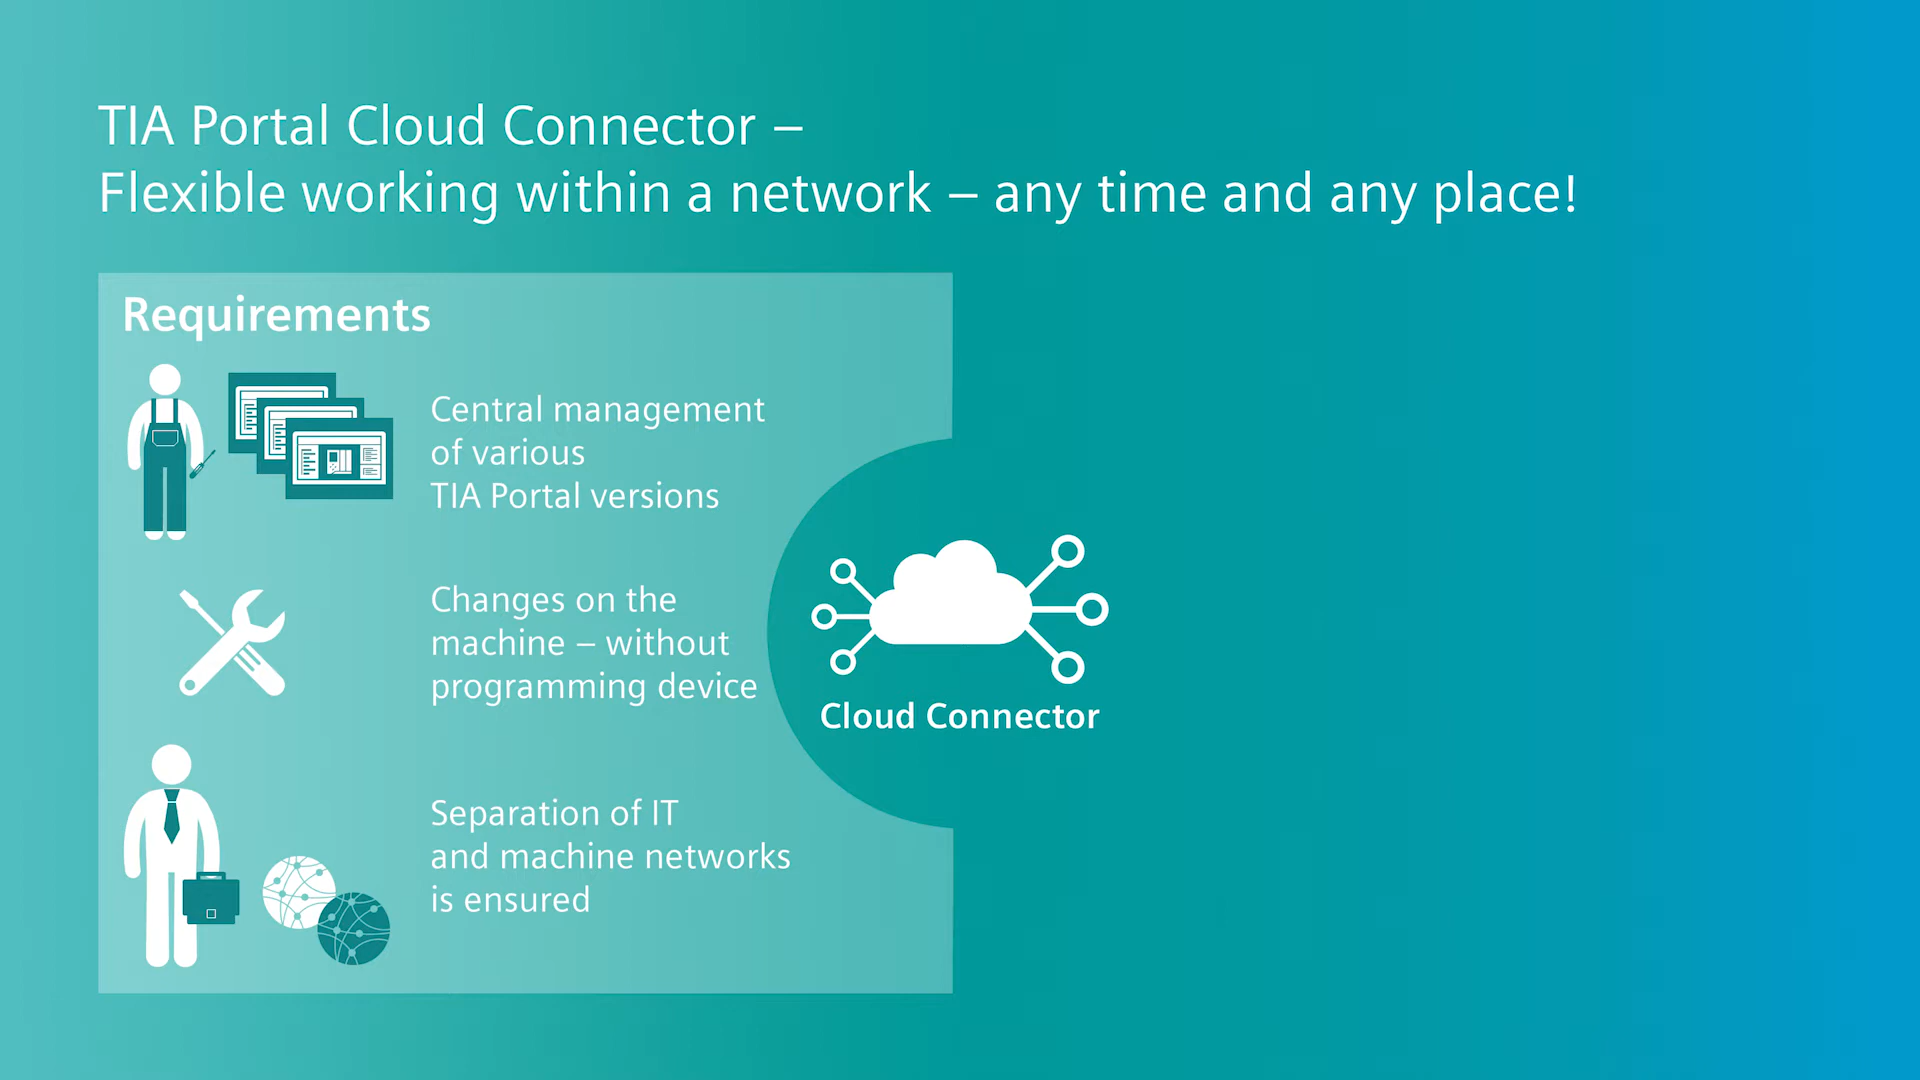 TIA Portal Cloud Connector –
Flexible working within a network – any time and any place!
Requirements
Central management
of various
TIA Portal versions
Changes on the
machine – without
programming device
Separation of IT
and machine networks
is ensured
Cloud Connector